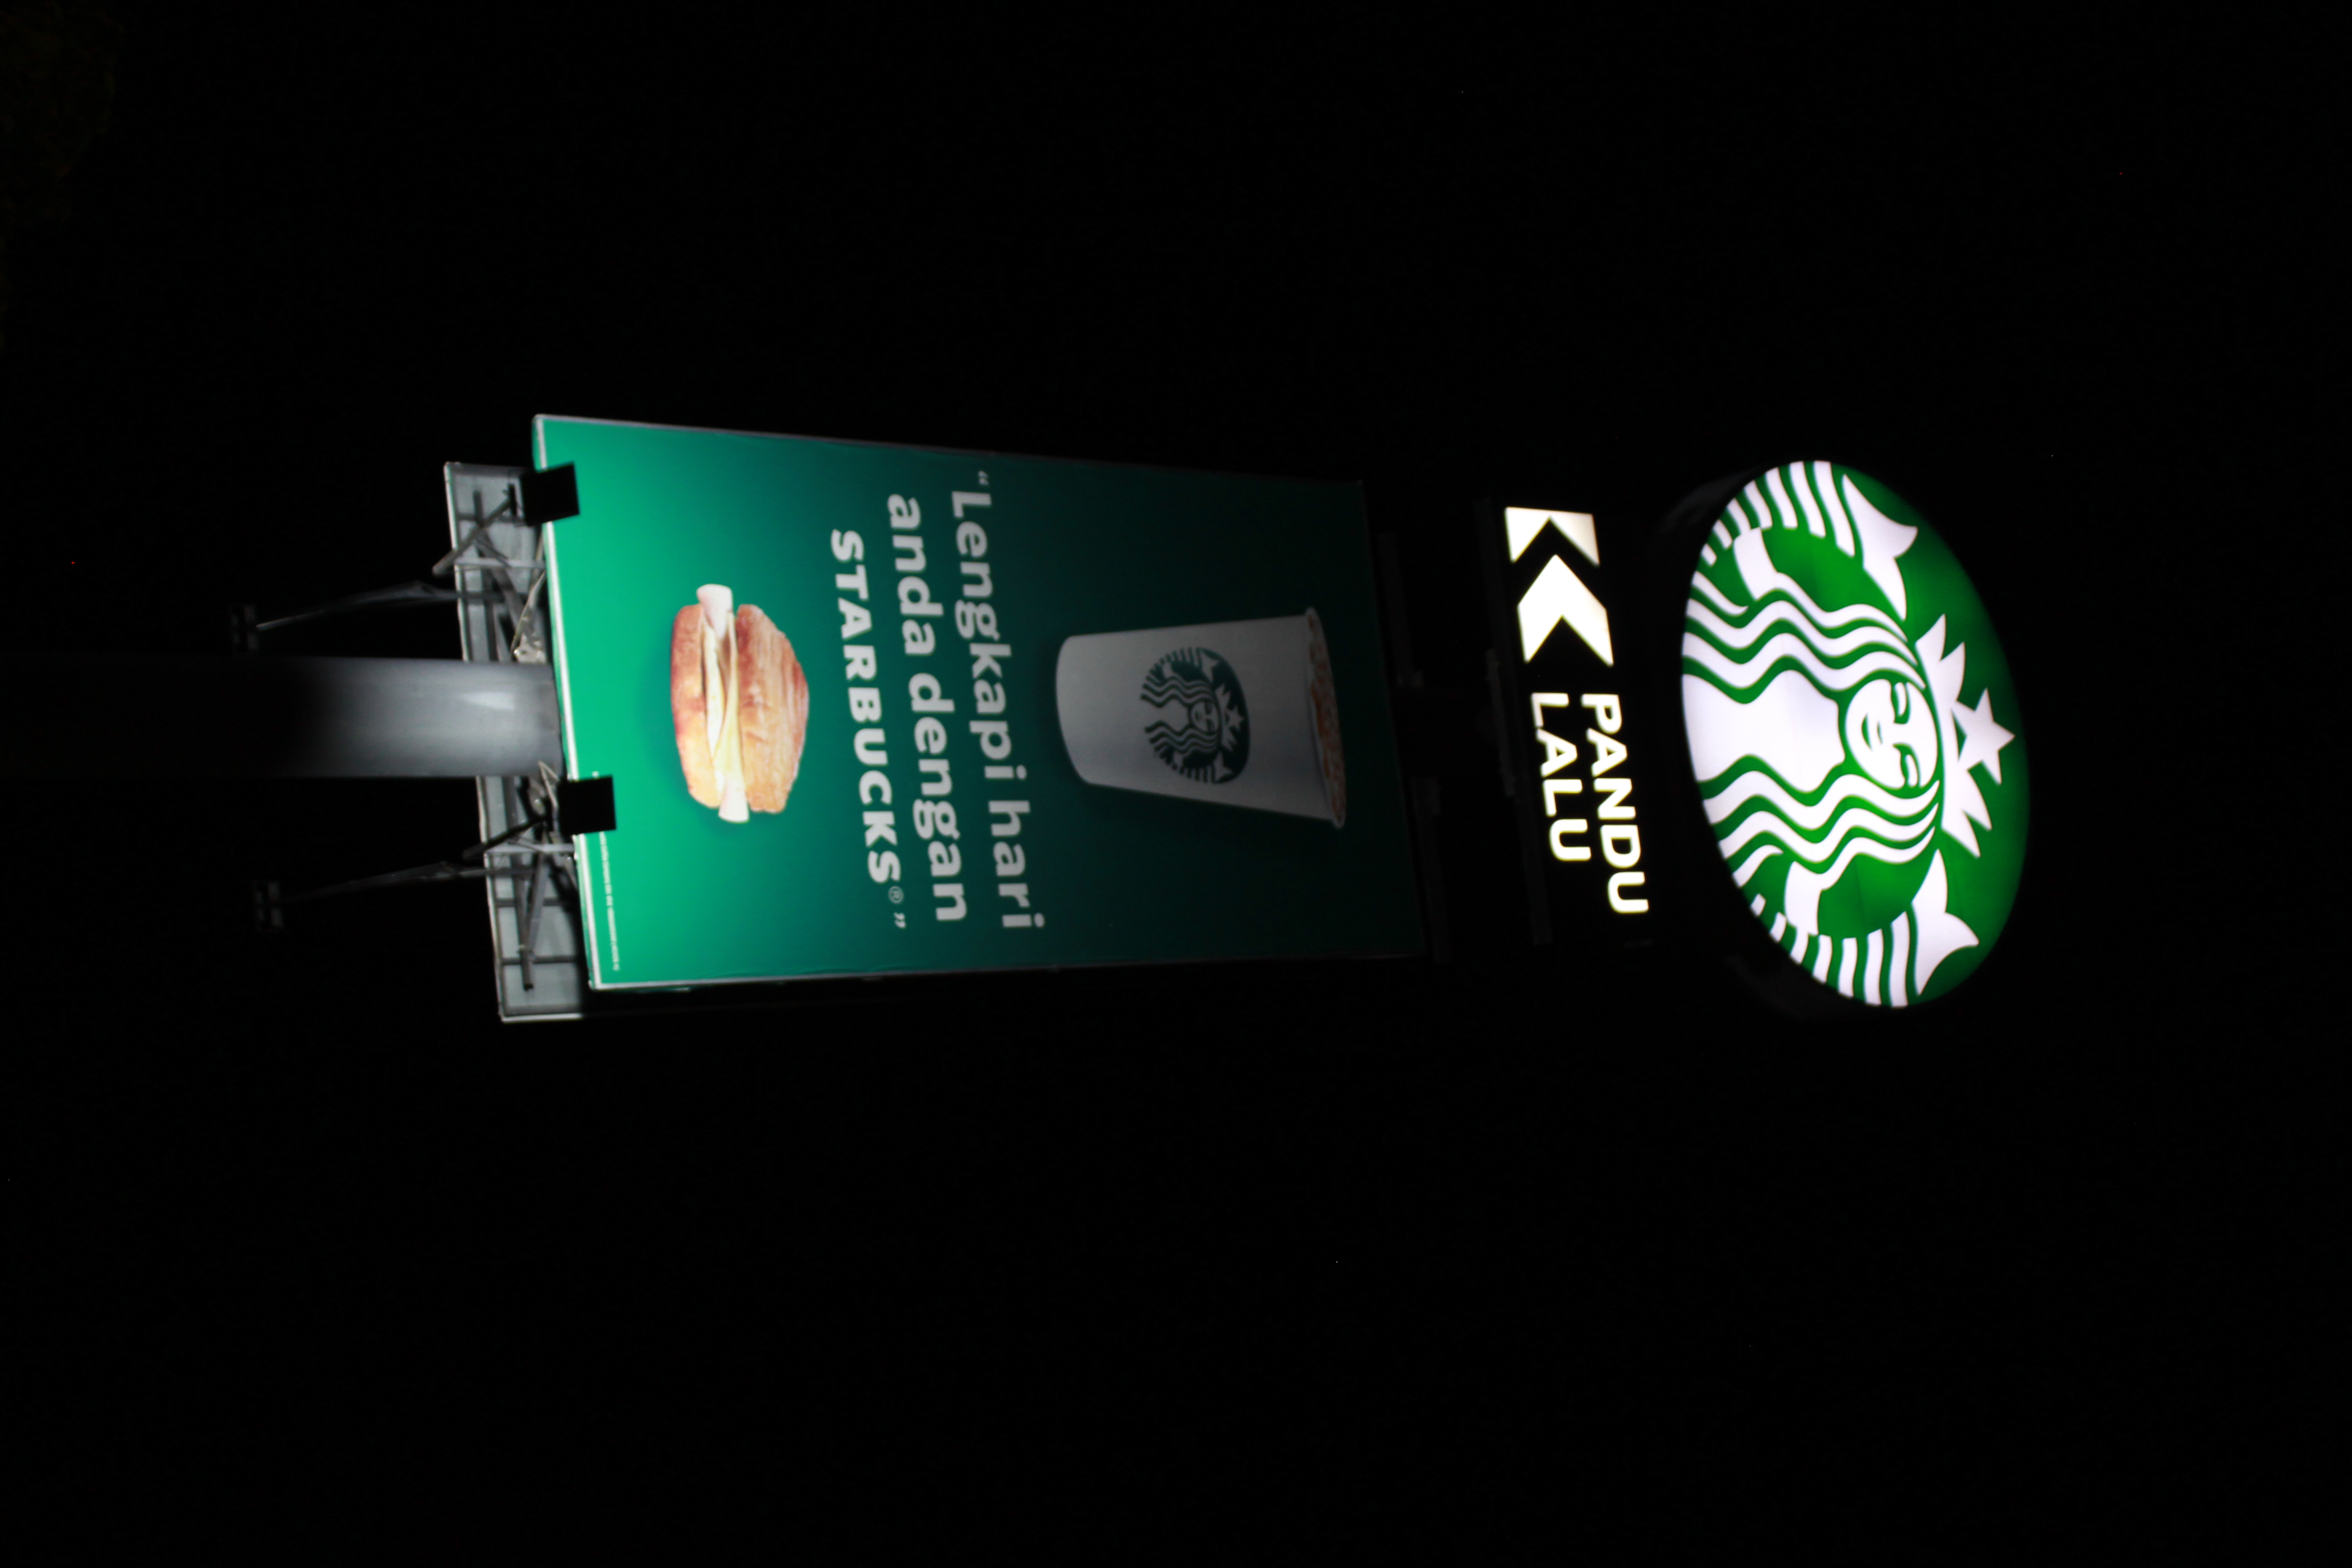 PANDU
LALU
“Lengkapi hari
anda dengan
STARBUCKS®”